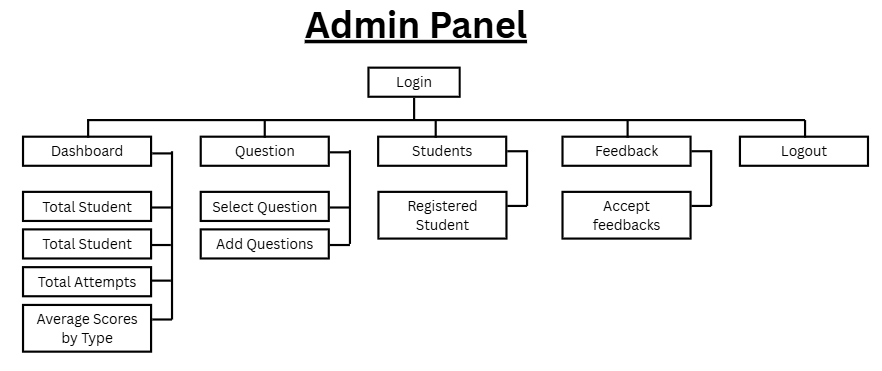 Admin Panel
Login
Dashboard
Question
Students
Feedback
Logout
Total Student
Total Student
Total Attempts
Average Scores
by Type
Select Question
Add Questions
Registered
Student
Accept
feedbacks